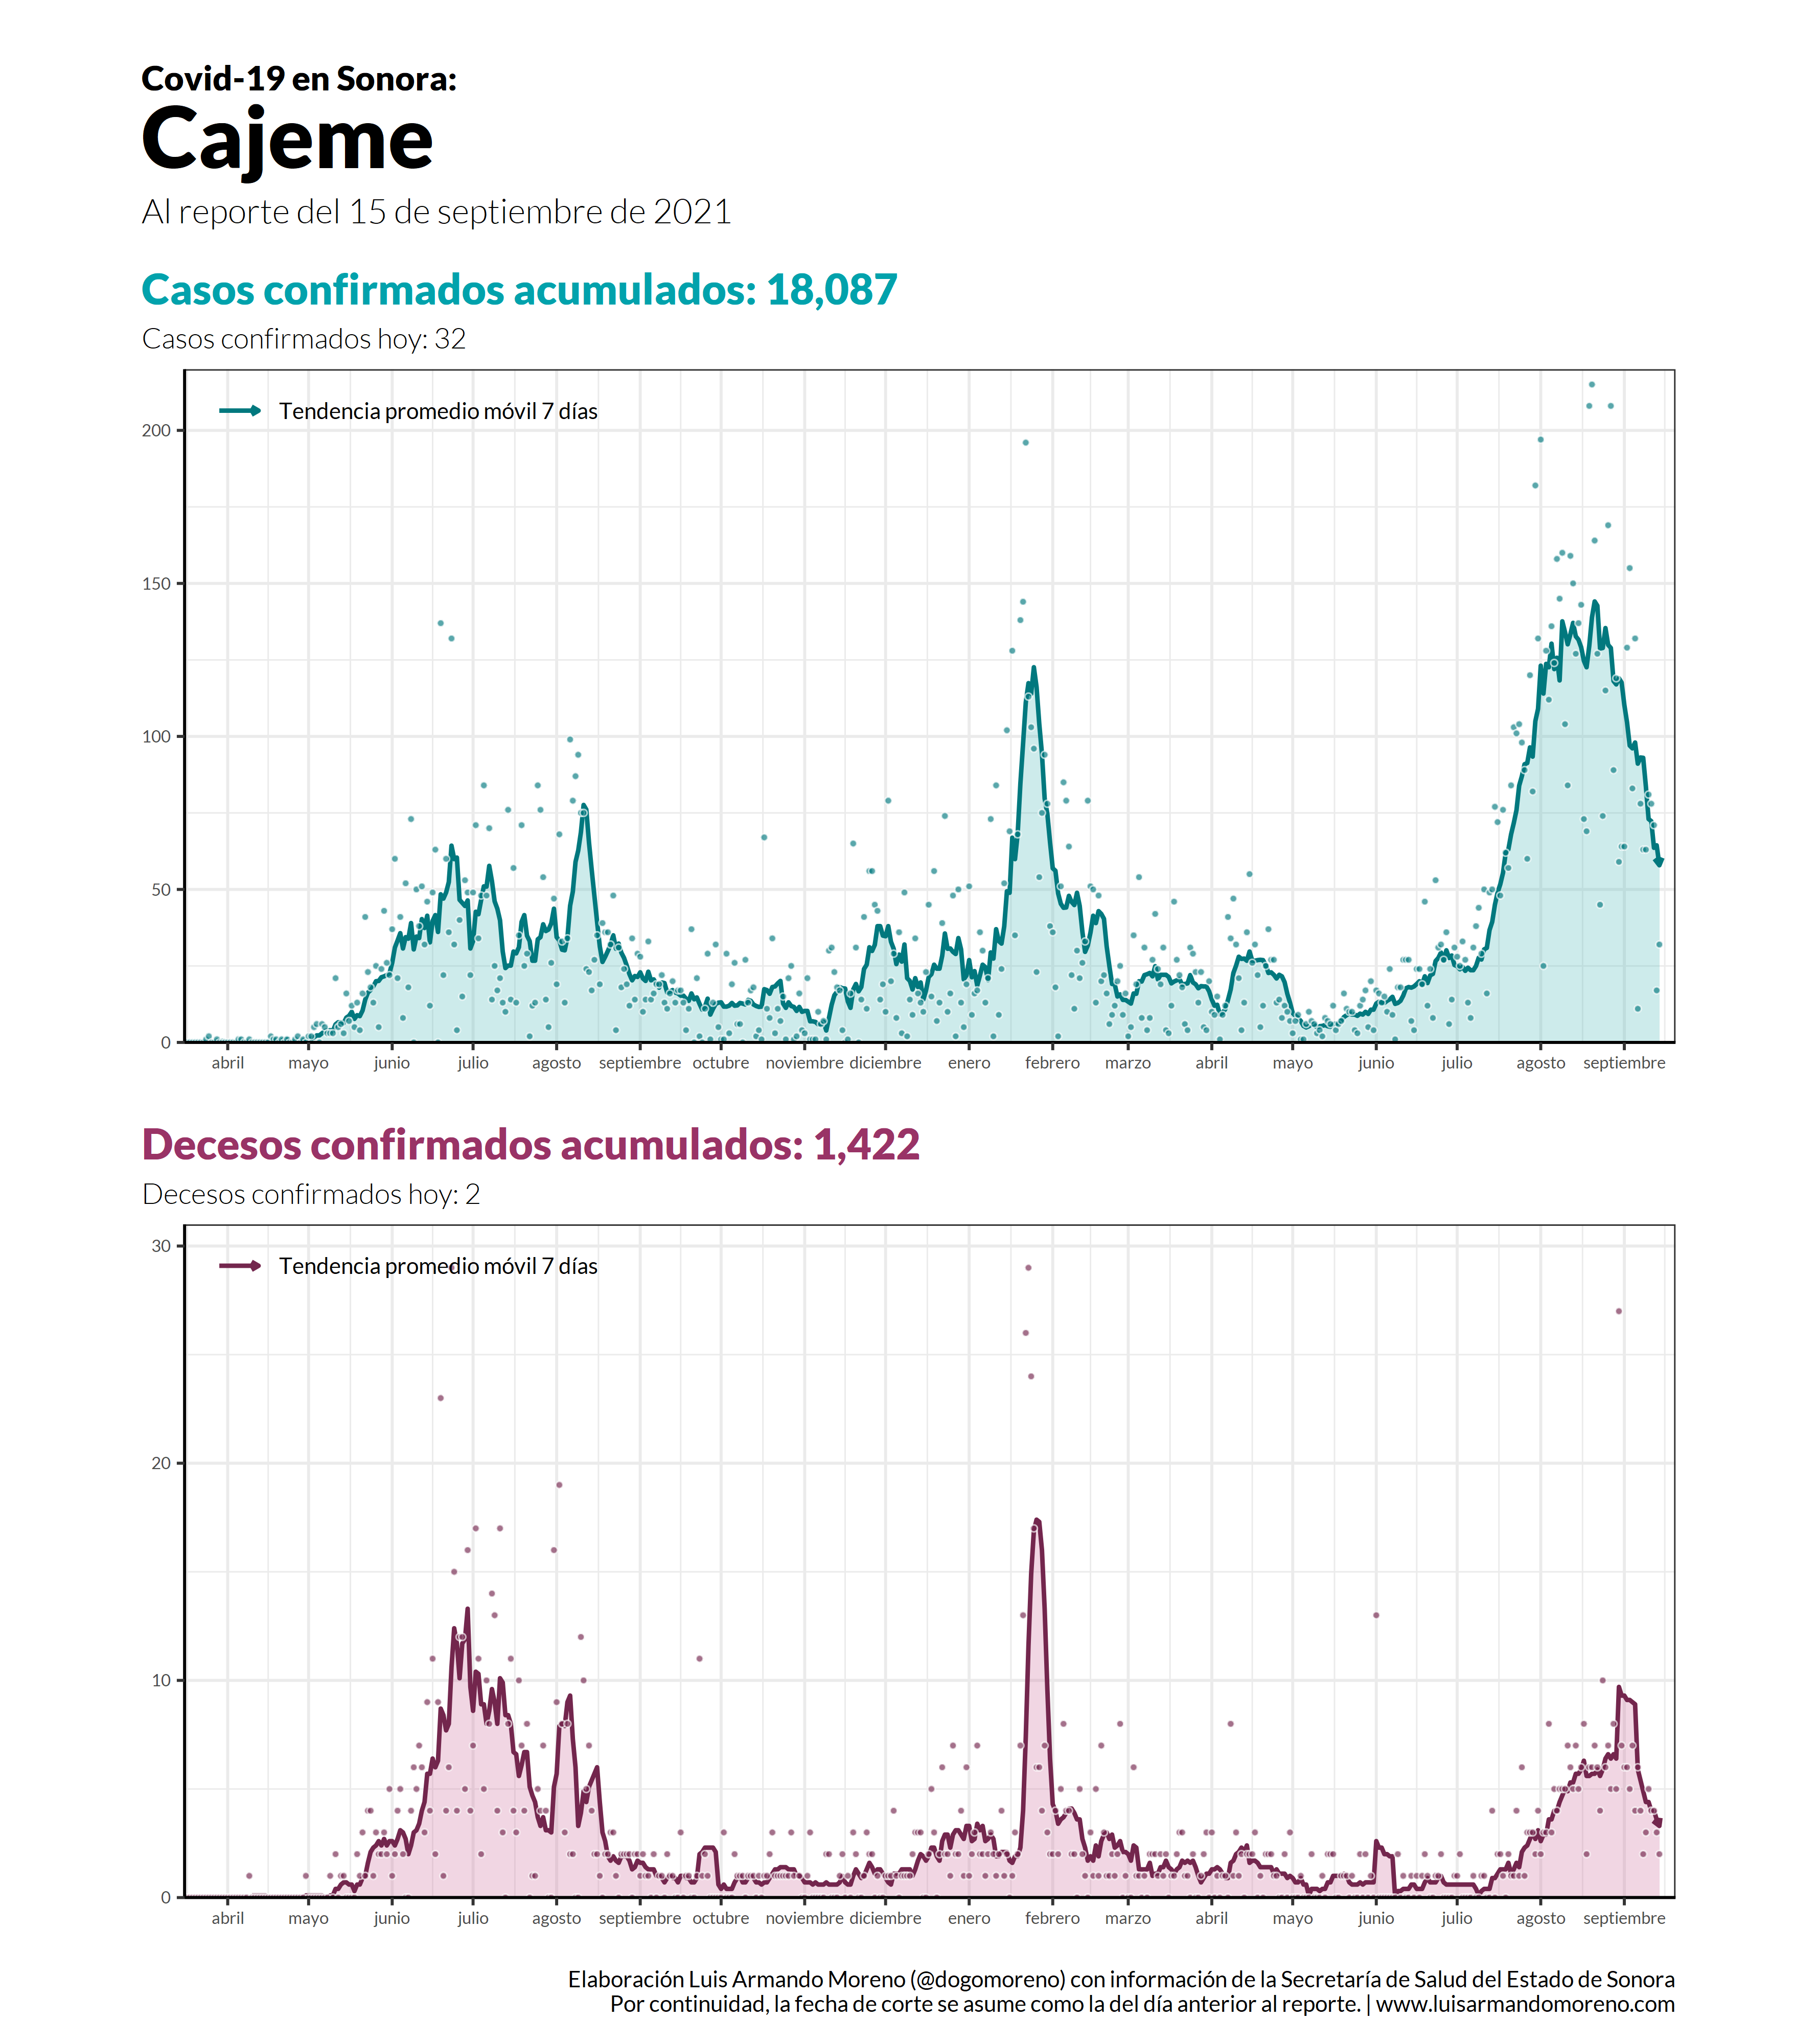 Covid-19 en Sonora:
Cajeme
Al reporte del 15 de septiembre de 2021
Casos confirmados acumulados: 18,087
Casos confirmados hoy: 32
Tendencia promedio móvil 7 días
200
150
100
50
0
abril mayo junio julio agosto septiembre octubre noviembre diciembre enero febrero marzo abril mayo junio julio agosto septiembre
Decesos confirmados acumulados: 1,422
Decesos confirmados hoy: 2
30
Tendencia promedio móvil 7 días
20
10
0
abril mayo junio julio agosto septiembre octubre noviembre diciembre enero febrero marzo abril mayo junio julio agosto septiembre
Elaboración Luis Armando Moreno (@dogomoreno) con información de la Secretaría de Salud del Estado de Sonora
Por continuidad, la fecha de corte se asume como la del día anterior al reporte. | www.luisarmandomoreno.com